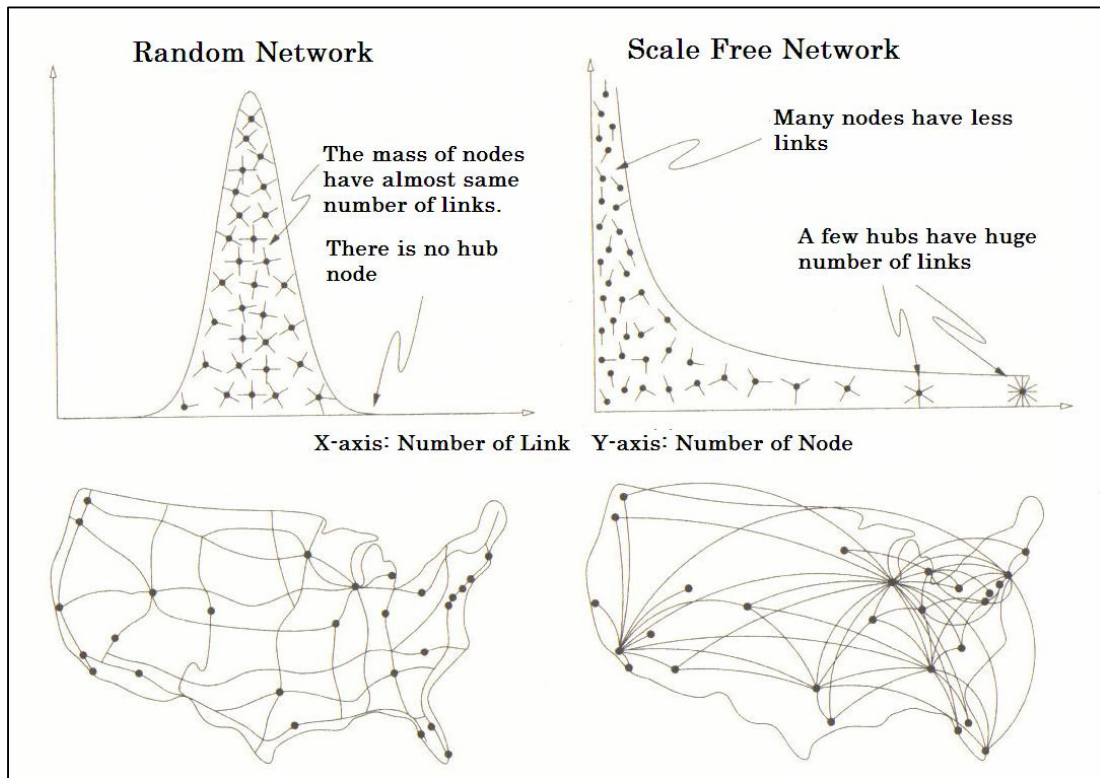 Random Network
Scale Free Network
The mass of nodes
have almost same
number of links.
There is no hub
node
Many nodes have less
links
A few hubs have huge
number of links
X-axis: Number of Link   Y-axis: Number of Node